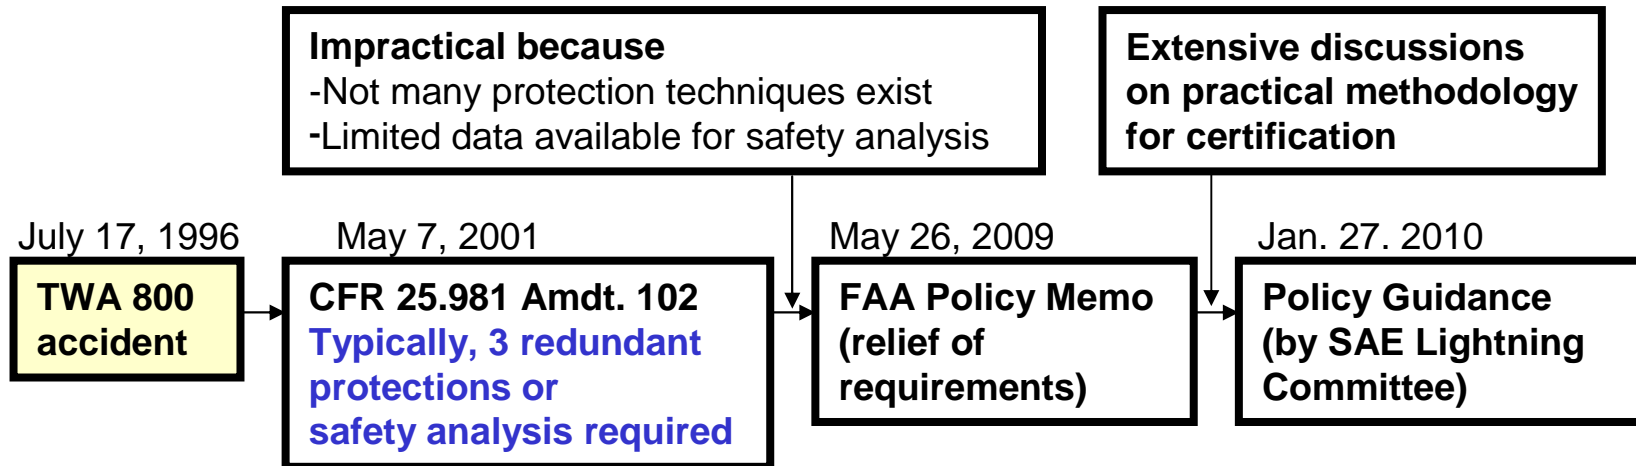 Impractical because
-Not many protection techniques exist
-Limited data available for safety analysis
Extensive discussions
on practical methodology
for certification
July 17, 1996
May 7, 2001
May 26, 2009
Jan. 27. 2010
TWA 800
accident
CFR 25.981 Amdt. 102
Typically, 3 redundant
protections or
safety analysis required
FAA Policy Memo
(relief of
requirements)
Policy Guidance
(by SAE Lightning
Committee)